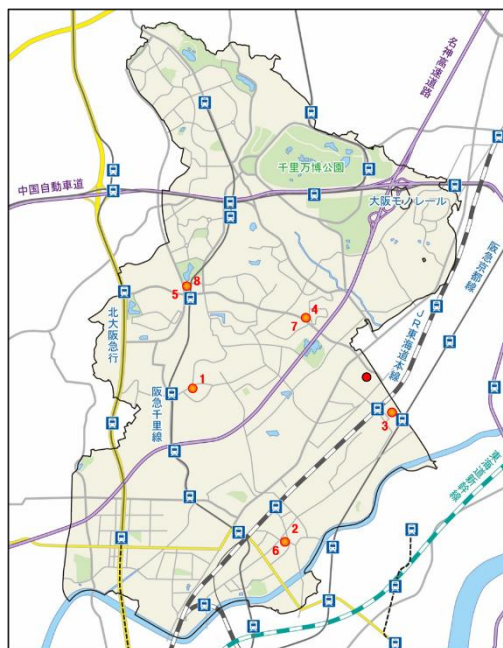 名神高速道路
千里万博公園
中国自動車道
大阪モノレール
阪急京都線
8
5
4
7
北大阪急行
JR東海道本線
阪急千里線
1
3
東海道新幹線
2
6